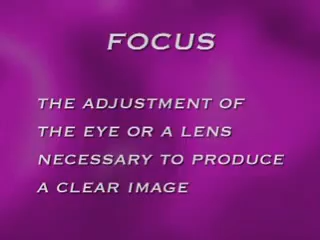 FOCUS
THE ADJUSTMENT OF
THE EYE OR A LENS
NECESSARY TO PRODUCE
A CLEAR IMAGE